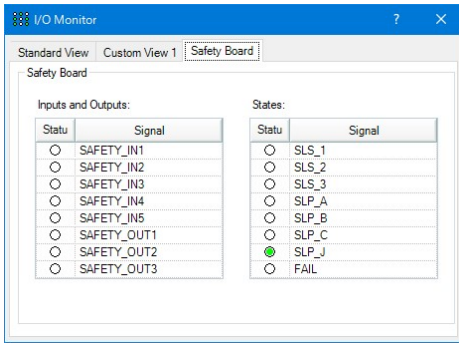 I/O Monitor ? ×
Standard View Custom View 1 Safety Board
Safety Board
Inputs and Outputs:
Statu Signal
SAFETY_IN1
SAFETY_IN2
SAFETY_IN3
SAFETY_IN4
SAFETY_IN5
SAFETY_OUT1
SAFETY_OUT2
SAFETY_OUT3
States:
Statu Signal
SLS_1
SLS_2
SLS_3
SLP_A
SLP_B
SLP_C
SLP_J
FAIL